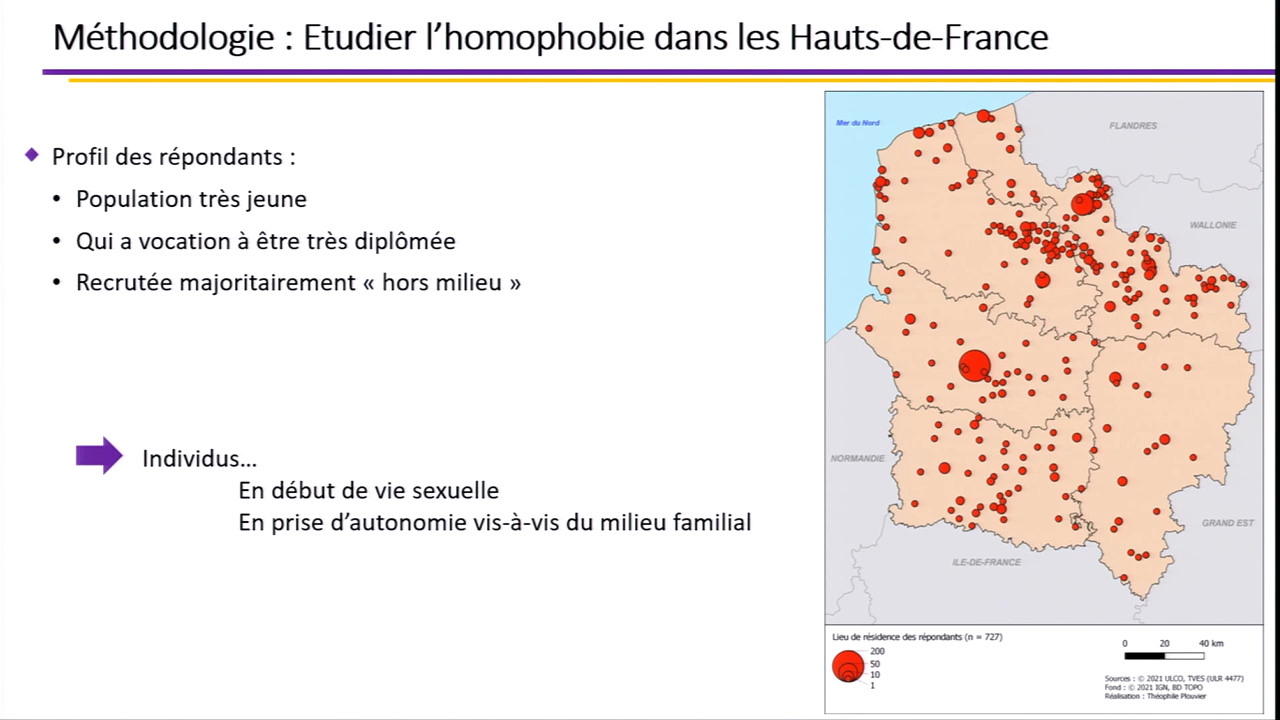 Méthodologie : Etudier l’homophobie dans les Hauts-de-France
Profil des répondants :
• Population très jeune
• Qui a vocation à être très diplômée
• Recrutée majoritairement « hors milieu »
Individus…
En début de vie sexuelle
En prise d’autonomie vis-à-vis du milieu familial
Mer du Nord
FLANDRES
WALLONIE
NORMANDIE
GRAND EST
ILE-DE-FRANCE
Lieu de résidence des répondants (n = 727)
200
50
10
1
0 20 40 km
Sources : © 2021 ULCO, TVES (ULR 4477)
Fond : © 2021 IGN, BD TOPO
Réalisation : Théophile Plouvier